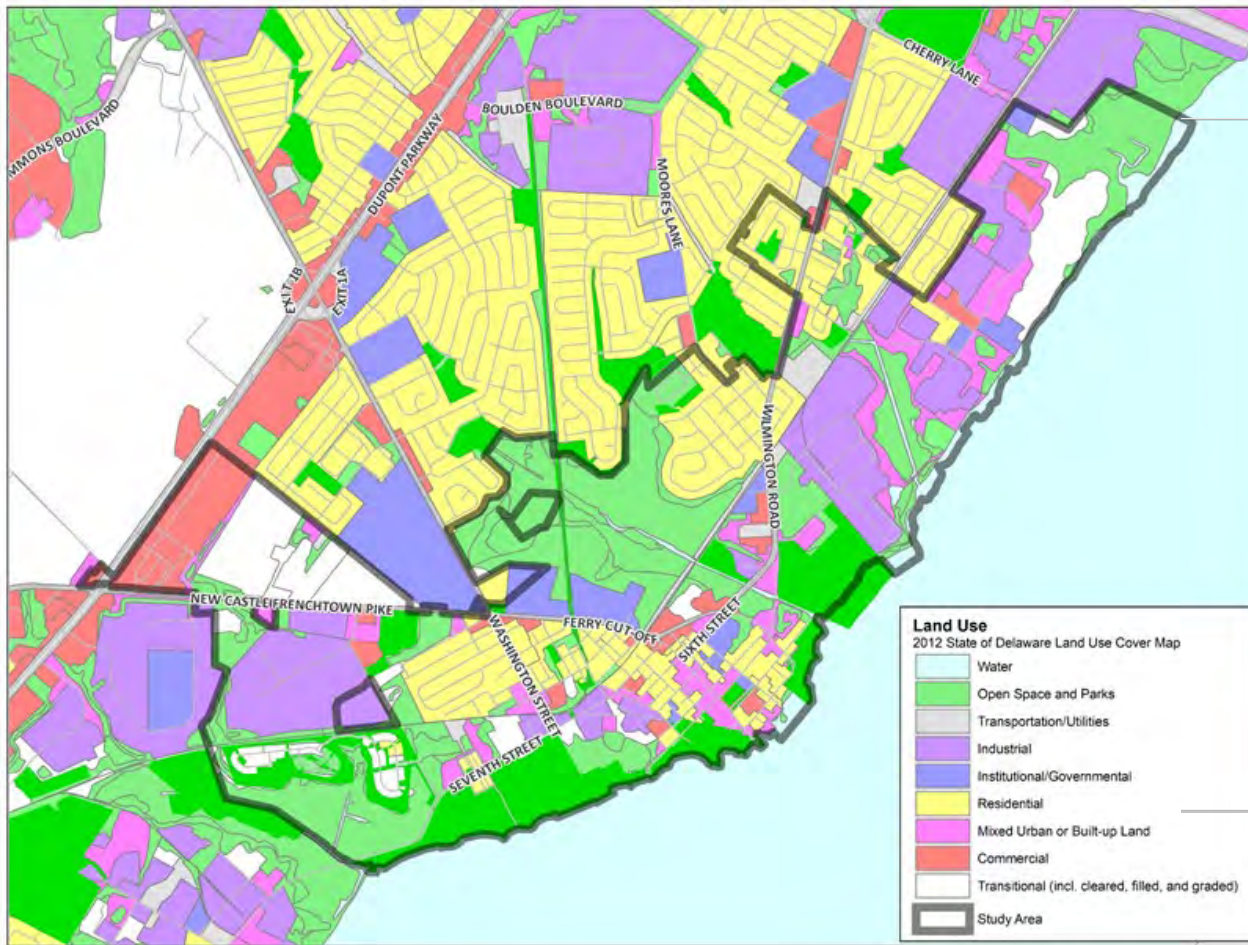 CHERRY LANE
BOULDEN BOULEVARD
MMONS BOULEVARD
DUPONT PARKWAY
MOORES LANE
EXIT 1B
EXIT 1A
WILMINGTON ROAD
NEW CASTLE FRENCHTOWN PIKE
WASHINGTON STREET
FERRY CUT-OFF
SIXTH STREET
SEVENTH STREET
Land Use
2012 State of Delaware Land Use Cover Map
Water
Open Space and Parks
Transportation/Utilities
Industrial
Institutional/Governmental
Residential
Mixed Urban or Built-up Land
Commercial
Transitional (incl. cleared, filled, and graded)
Study Area